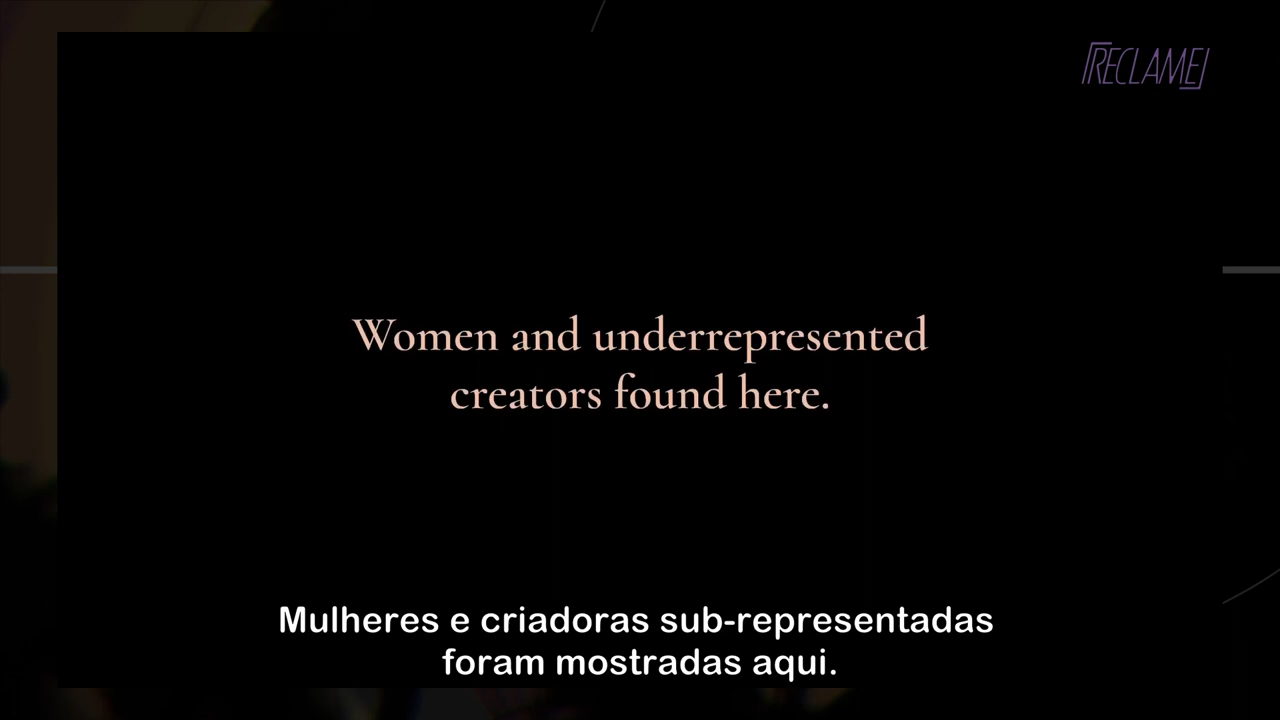 RECLAME
Women and underrepresented
creators found here.
Mulheres e criadoras sub-representadas
foram mostradas aqui.